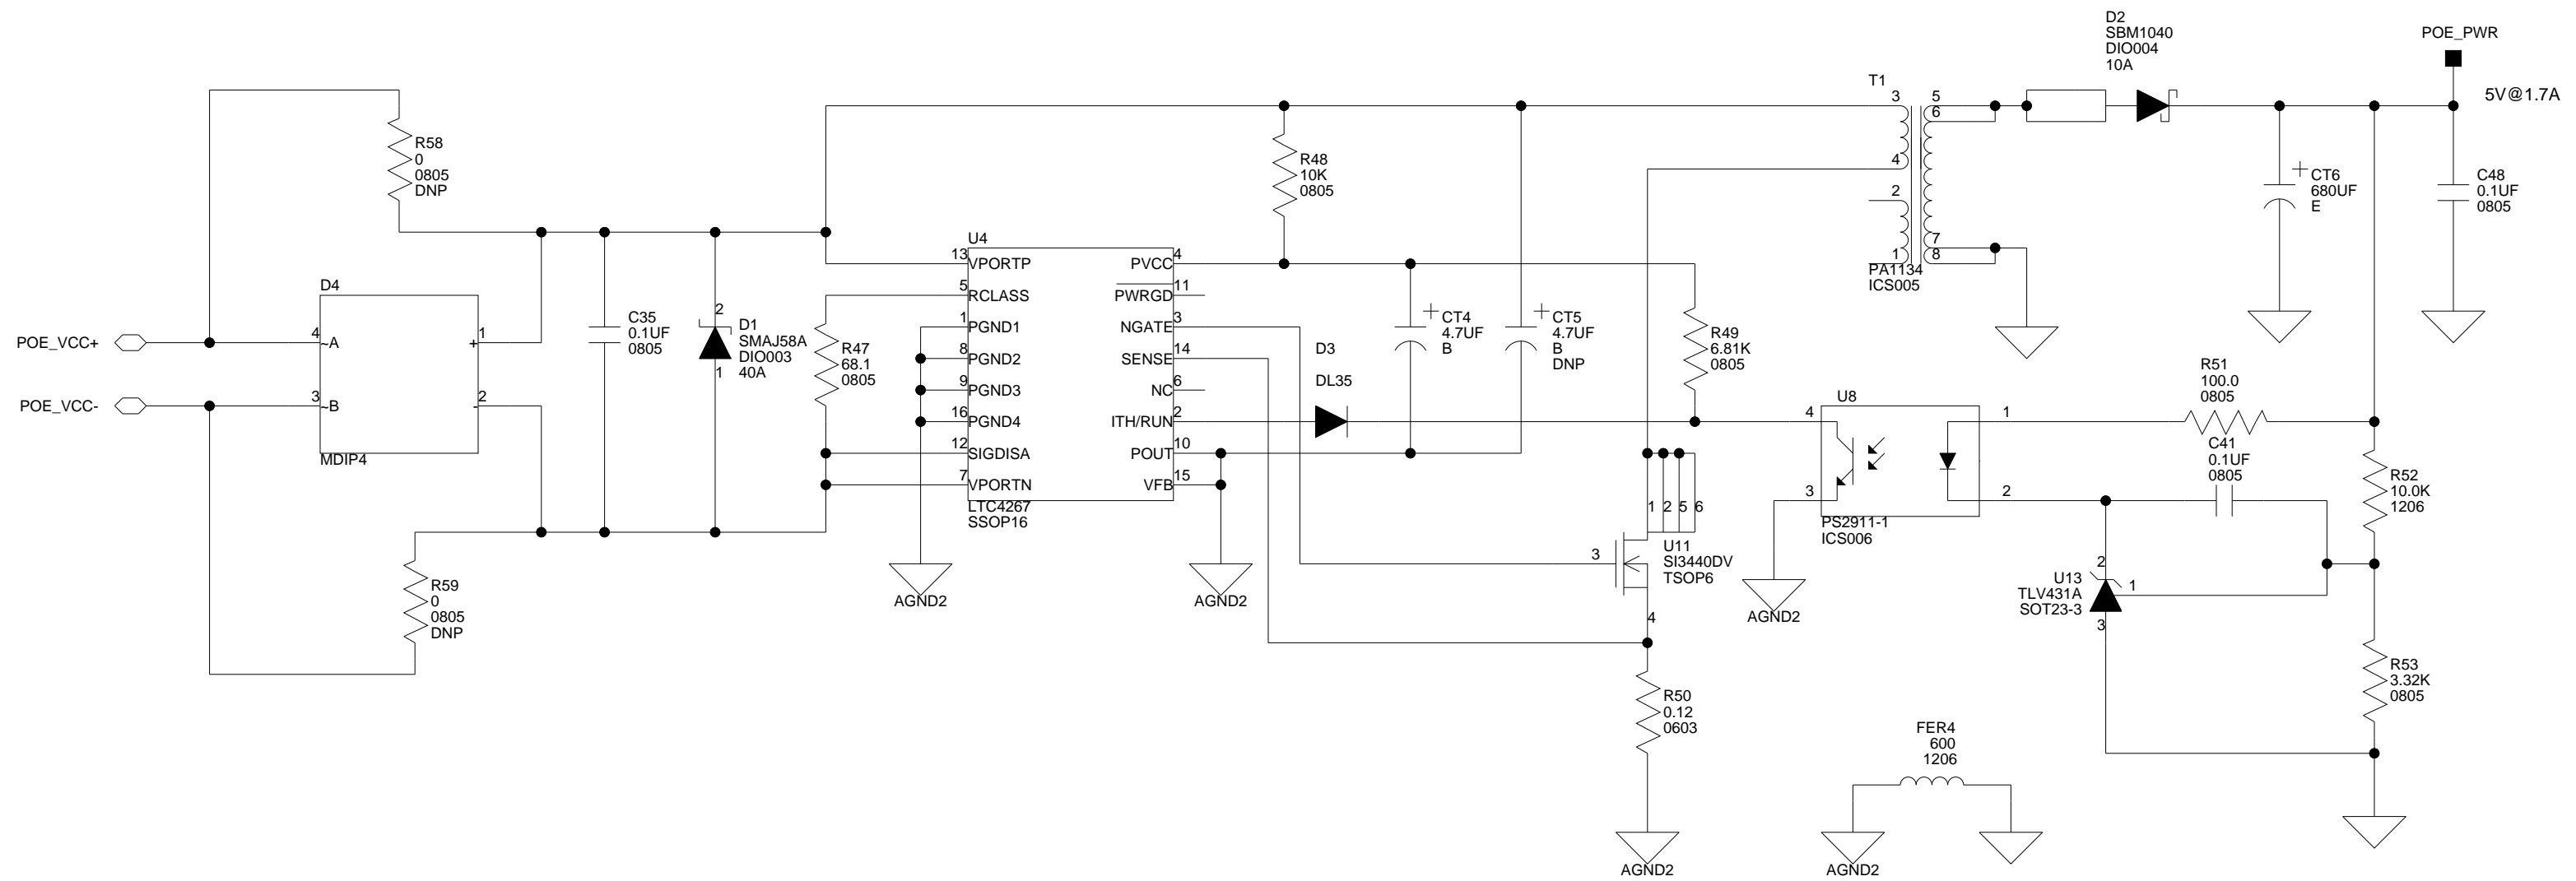 D2
SBM1040
DIO004
10A
POE_PWR
5V@1.7A
T1
3
4
2
1
5
6
7
8
PA1134
ICS005
CT6
680UF
E
C48
0.1UF
0805
R58
0
0805
DNP
R48
10K
0805
D4
4
~A
3
~B
1
+
2
-
MDIP4
POE_VCC+
POE_VCC-
C35
0.1UF
0805
2
D1
SMAJ58A
DIO003
40A
1
R47
68.1
0805
U4
13
VPORTP
5
RCLASS
1
PGND1
8
PGND2
9
PGND3
16
PGND4
12
SIGDISA
7
VPORTN
PVCC
4
PWRGD
11
NGATE
3
SENSE
14
NC
6
ITH/RUN
2
POUT
10
VFB
15
LTC4267
SSOP16
CT4
4.7UF
B
CT5
4.7UF
B
DNP
D3
DL35
R49
6.81K
0805
U8
4
3
1
2
PS2911-1
ICS006
R51
100.0
0805
C41
0.1UF
0805
R52
10.0K
1206
1
2
5
6
3
U11
SI3440DV
TSOP6
4
R59
0
0805
DNP
AGND2
AGND2
AGND2
2
U13
TLV431A
SOT23-3
1
3
R53
3.32K
0805
R50
0.12
0603
FER4
600
1206
AGND2
AGND2